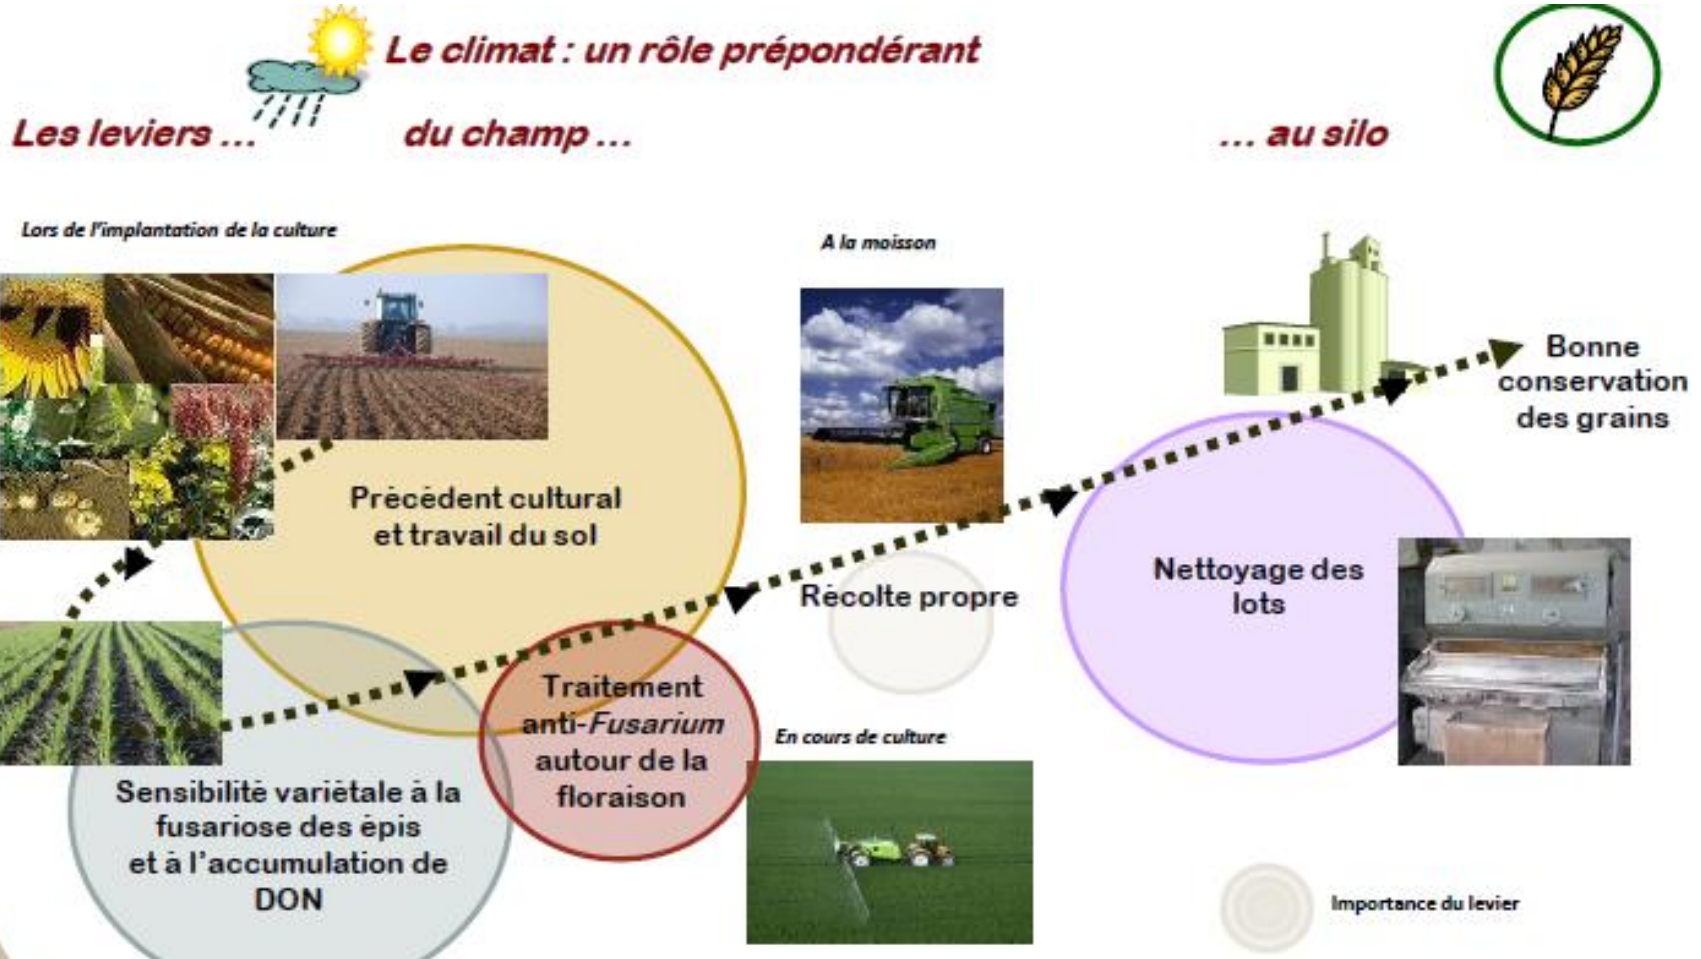 Le climat : un rôle prépondérant
Les leviers ... du champ ... ... au silo
Lors de l'implantation de la culture
A la moisson
Bonne
conservation
des grains
Précédent cultural
et travail du sol
Récolte propre
Nettoyage des
lots
Traitement
anti-Fusarium
autour de la
floraison
En cours de culture
Sensibilité variétale à la
fusariose des épis
et à l'accumulation de
DON
Importance du levier